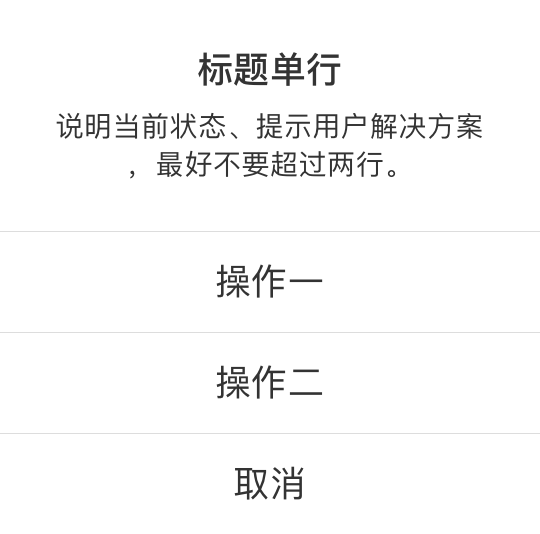 标题单行
说明当前状态、提示用户解决方案
，最好不要超过两行。
操作一
操作二
取消